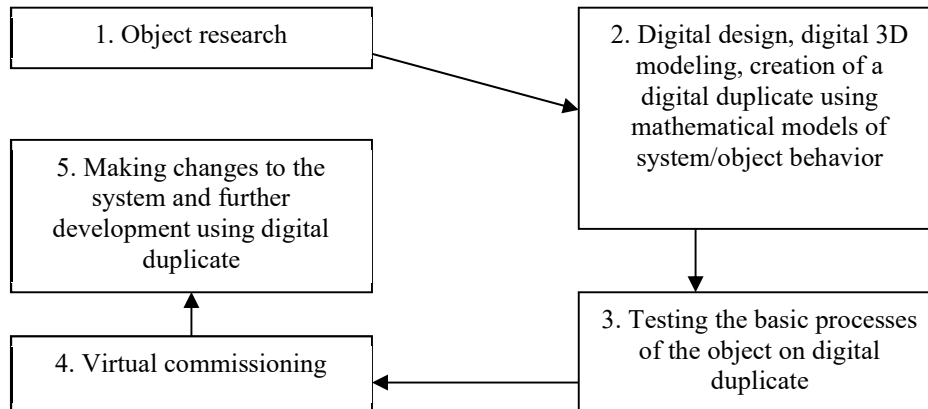 1. Object research
2. Digital design, digital 3D
modeling, creation of a
digital duplicate using
mathematical models of
system/object behavior
3. Testing the basic processes
of the object on digital
duplicate
4. Virtual commissioning
5. Making changes to the
system and further
development using digital
duplicate